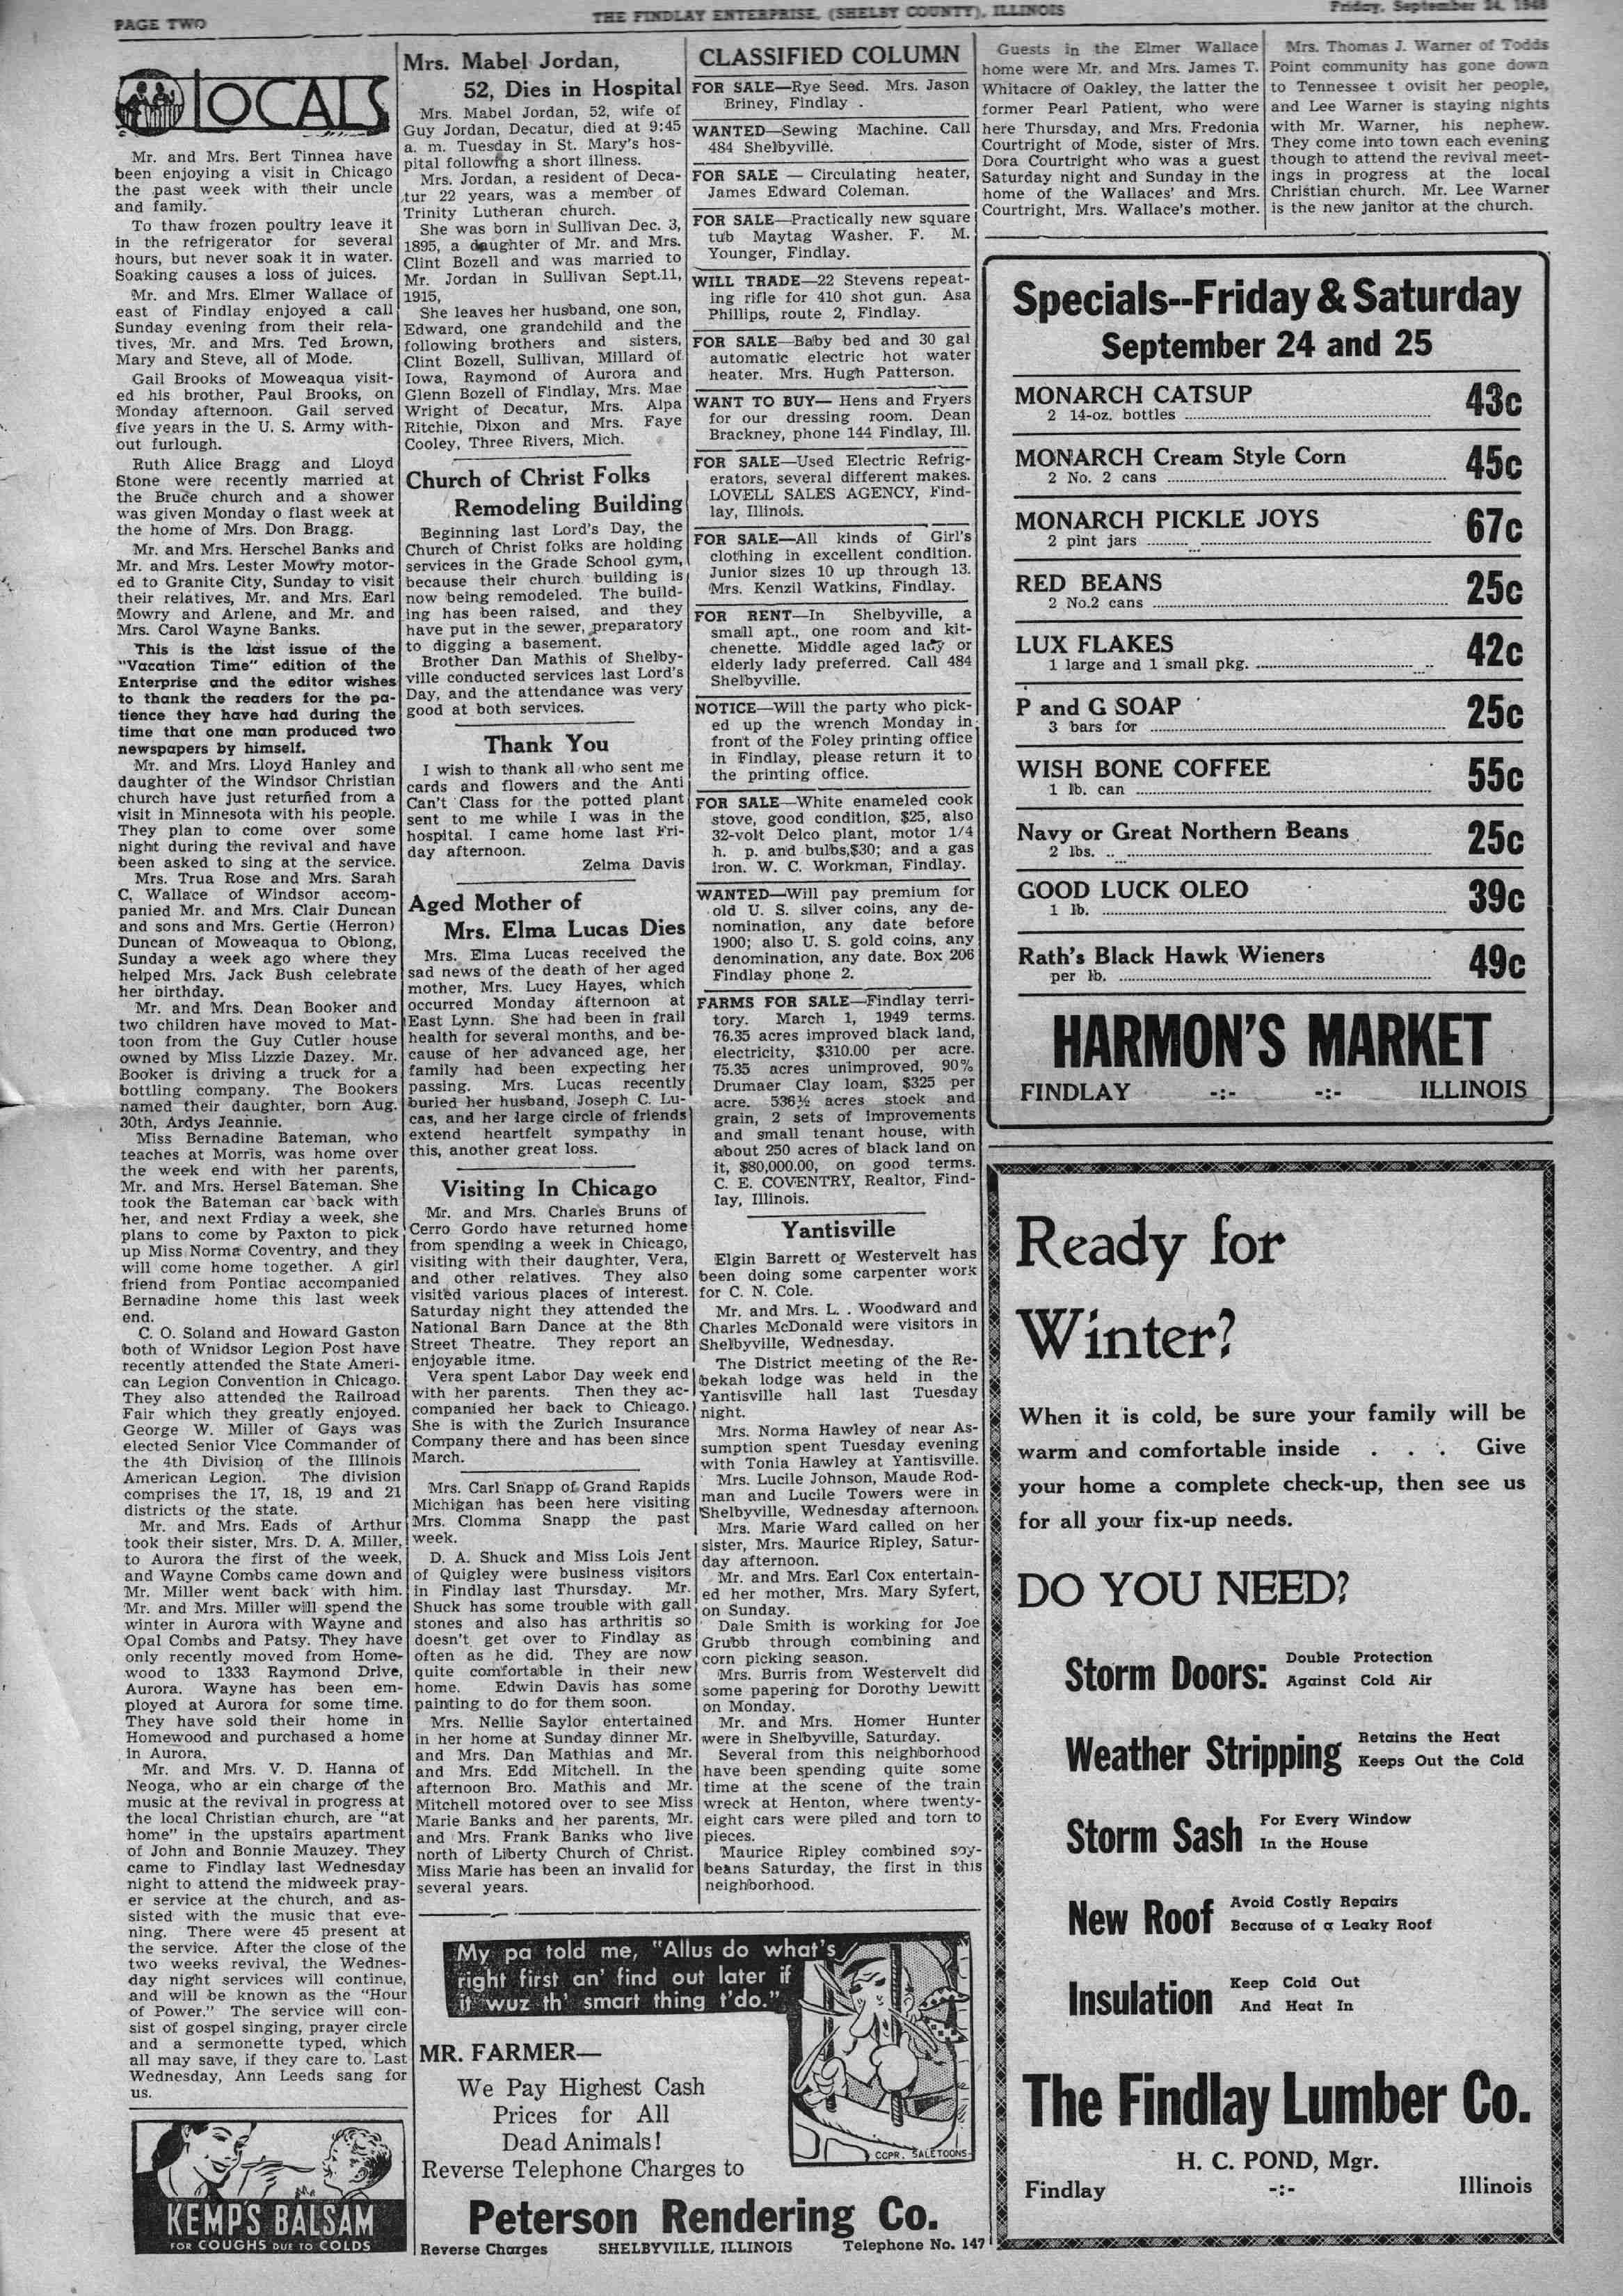 PAGE TWO
THE FINDLAY ENTERPRISE, (SHELBY COUNTY), ILLINOIS
Friday, September 24, 1948
LOCALS
Mr. and Mrs. Bert Tinnea have
been enjoying a visit in Chicago
the past week with their uncle
and family.
To thaw frozen poultry leave it
in the refrigerator for several
hours, but never soak it in water.
Soaking causes a loss of juices.
Mr. and Mrs. Elmer Wallace of
east of Findlay enjoyed a call
Sunday evening from their rela-
tives, Mr. and Mrs. Ted Brown,
Mary and Steve, all of Mode.
Gail Brooks of Moweaqua visit-
ed his brother, Paul Brooks, on
Monday afternoon. Gail served
five years in the U. S. Army with-
out furlough.
Ruth Alice Bragg and Lloyd
Stone were recently married at
the Bruce church and a shower
was given Monday o flast week at
the home of Mrs. Don Bragg.
Mr. and Mrs. Herschel Banks and
Mr. and Mrs. Lester Mowry motor-
ed to Granite City, Sunday to visit
their relatives, Mr. and Mrs. Earl
Mowry and Arlene, and Mr. and
Mrs. Carol Wayne Banks.
This is the last issue of the
"Vacation Time" edition of the
Enterprise and the editor wishes
to thank the readers for the pa-
tience they have had during the
time that one man produced two
newspapers by himself.
Mr. and Mrs. Lloyd Hanley and
daughter of the Windsor Christian
church have just returned from a
visit in Minnesota with his people.
They plan to come over some
night during the revival and have
been asked to sing at the service.
Mrs. Trua Rose and Mrs. Sarah
C. Wallace of Windsor accom-
panied Mr. and Mrs. Clair Duncan
and sons and Mrs. Gertie (Herron)
Duncan of Moweaqua to Oblong,
Sunday a week ago where they
helped Mrs. Jack Bush celebrate
her birthday.
Mr. and Mrs. Dean Booker and
two children have moved to Mat-
toon from the Guy Cutler house
owned by Miss Lizzie Dazey. Mr.
Booker is driving a truck for a
bottling company. The Bookers
named their daughter, born Aug.
30th, Ardys Jeannie.
Miss Bernadine Bateman, who
teaches at Morris, was home over
the week end with her parents,
Mr. and Mrs. Hersel Bateman. She
took the Bateman car back with
her, and next Frdiay a week, she
plans to come by Paxton to pick
up Miss Norma Coventry, and they
will come home together. A girl
friend from Pontiac accompanied
Bernadine home this last week
end.
C. O. Soland and Howard Gaston
both of Wnidsor Legion Post have
recently attended the State Ameri-
can Legion Convention in Chicago.
They also attended the Railroad
Fair which they greatly enjoyed.
George W. Miller of Gays was
elected Senior Vice Commander of
the 4th Division of the Illinois
American Legion. The division
comprises the 17, 18, 19 and 21
districts of the state.
Mr. and Mrs. Eads of Arthur
took their sister, Mrs. D. A. Miller,
to Aurora the first of the week,
and Wayne Combs came down and
Mr. Miller went back with him.
Mr. and Mrs. Miller will spend the
winter in Aurora with Wayne and
Opal Combs and Patsy. They have
only recently moved from Home-
wood to 1333 Raymond Drive,
Aurora. Wayne has been em-
ployed at Aurora for some time.
They have sold their home in
Homewood and purchased a home
in Aurora.
Mr. and Mrs. V. D. Hanna of
Neoga, who ar ein charge of the
music at the revival in progress at
the local Christian church, are "at
home" in the upstairs apartment
of John and Bonnie Mauzey. They
came to Findlay last Wednesday
night to attend the midweek pray-
er service at the church, and as-
sisted with the music that eve-
ning. There were 45 present at
the service. After the close of the
two weeks revival, the Wednes-
day night services will continue,
and will be known as the "Hour
of Power." The service will con-
sist of gospel singing, prayer circle
and a sermonette typed, which
all may save, if they care to. Last
Wednesday, Ann Leeds sang for
us.
KEMP'S BALSAM
FOR COUGHS DUE TO COLDS
Mrs. Mabel Jordan,
52, Dies in Hospital
Mrs. Mabel Jordan, 52, wife of
Guy Jordan, Decatur, died at 9:45
a. m. Tuesday in St. Mary's hos-
pital following a short illness.
Mrs. Jordan, a resident of Deca-
tur 22 years, was a member of
Trinity Lutheran church.
She was born in Sullivan Dec. 3,
1895, a daughter of Mr. and Mrs.
Clint Bozell and was married to
Mr. Jordan in Sullivan Sept.11,
1915,
She leaves her husband, one son,
Edward, one grandchild and the
following brothers and sisters,
Clint Bozell, Sullivan, Millard of
Iowa, Raymond of Aurora and
Glenn Bozell of Findlay, Mrs. Mae
Wright of Decatur, Mrs. Alpa
Ritchie, Dixon and Mrs. Faye
Cooley, Three Rivers, Mich.
Church of Christ Folks
Remodeling Building
Beginning last Lord's Day, the
Church of Christ folks are holding
services in the Grade School gym,
because their church building is
now being remodeled. The build-
ing has been raised, and they
have put in the sewer, preparatory
to digging a basement.
Brother Dan Mathis of Shelby-
ville conducted services last Lord's
Day, and the attendance was very
good at both services.
Thank You
I wish to thank all who sent me
cards and flowers and the Anti
Can't Class for the potted plant
sent to me while I was in the
hospital. I came home last Fri-
day afternoon.
Zelma Davis
Aged Mother of
Mrs. Elma Lucas Dies
Mrs. Elma Lucas received the
sad news of the death of her aged
mother, Mrs. Lucy Hayes, which
occurred Monday afternoon at
East Lynn. She had been in frail
health for several months, and be-
cause of her advanced age, her
family had been expecting her
passing. Mrs. Lucas recently
buried her husband, Joseph C. Lu-
cas, and her large circle of friends
extend heartfelt sympathy in
this, another great loss.
Visiting In Chicago
Mr. and Mrs. Charles Bruns of
Cerro Gordo have returned home
from spending a week in Chicago,
visiting with their daughter, Vera,
and other relatives. They also
visited various places of interest.
Saturday night they attended the
National Barn Dance at the 8th
Street Theatre. They report an
enjoyable itme.
Vera spent Labor Day week end
with her parents. Then they ac-
companied her back to Chicago.
She is with the Zurich Insurance
Company there and has been since
March.
Mrs. Carl Snapp of Grand Rapids
Michigan has been here visiting
Mrs. Clomma Snapp the past
week.
D. A. Shuck and Miss Lois Jent
of Quigley were business visitors
in Findlay last Thursday. Mr.
Shuck has some trouble with gall
stones and also has arthritis so
doesn't get over to Findlay as
often as he did. They are now
quite comfortable in their new
home. Edwin Davis has some
painting to do for them soon.
Mrs. Nellie Saylor entertained
in her home at Sunday dinner Mr.
and Mrs. Dan Mathias and Mr.
and Mrs. Edd Mitchell. In the
afternoon Bro. Mathis and Mr.
Mitchell motored over to see Miss
Marie Banks and her parents, Mr.
and Mrs. Frank Banks who live
north of Liberty Church of Christ.
Miss Marie has been an invalid for
several years.
CLASSIFIED COLUMN
FOR SALE—Rye Seed. Mrs. Jason
Briney, Findlay .
WANTED—Sewing Machine. Call
484 Shelbyville.
FOR SALE — Circulating heater,
James Edward Coleman.
FOR SALE—Practically new square
tub Maytag Washer. F. M.
Younger, Findlay.
WILL TRADE—22 Stevens repeat-
ing rifle for 410 shot gun. Asa
Phillips, route 2, Findlay.
FOR SALE—Baby bed and 30 gal
automatic electric hot water
heater. Mrs. Hugh Patterson.
WANT TO BUY— Hens and Fryers
for our dressing room. Dean
Brackney, phone 144 Findlay, Ill.
FOR SALE—Used Electric Refrig-
erators, several different makes.
LOVELL SALES AGENCY, Find-
lay, Illinois.
FOR SALE—All kinds of Girl's
clothing in excellent condition.
Junior sizes 10 up through 13.
Mrs. Kenzil Watkins, Findlay.
FOR RENT—In Shelbyville, a
small apt., one room and kit-
chenette. Middle aged lady or
elderly lady preferred. Call 484
Shelbyville.
NOTICE—Will the party who pick-
ed up the wrench Monday in
front of the Foley printing office
in Findlay, please return it to
the printing office.
FOR SALE—White enameled cook
stove, good condition, $25, also
32-volt Delco plant, motor 1/4
h. p. and bulbs,$30; and a gas
iron. W. C. Workman, Findlay.
WANTED—Will pay premium for
old U. S. silver coins, any de-
nomination, any date before
1900; also U. S. gold coins, any
denomination, any date. Box 206
Findlay phone 2.
FARMS FOR SALE—Findlay terri-
tory. March 1, 1949 terms.
76.35 acres improved black land,
electricity, $310.00 per acre.
75.35 acres unimproved, 90%
Drumaer Clay loam, $325 per
acre. 536½ acres stock and
grain, 2 sets of improvements
and small tenant house, with
about 250 acres of black land on
it, $80,000.00, on good terms.
C. E. COVENTRY, Realtor, Find-
lay, Illinois.
Yantisville
Elgin Barrett of Westervelt has
been doing some carpenter work
for C. N. Cole.
Mr. and Mrs. L. . Woodward and
Charles McDonald were visitors in
Shelbyville, Wednesday.
The District meeting of the Re-
bekah lodge was held in the
Yantisville hall last Tuesday
night.
Mrs. Norma Hawley of near As-
sumption spent Tuesday evening
with Tonia Hawley at Yantisville.
Mrs. Lucile Johnson, Maude Rod-
man and Lucile Towers were in
Shelbyville, Wednesday afternoon.
Mrs. Marie Ward called on her
sister, Mrs. Maurice Ripley, Satur-
day afternoon.
Mr. and Mrs. Earl Cox entertain-
ed her mother, Mrs. Mary Syfert,
on Sunday.
Dale Smith is working for Joe
Grubb through combining and
corn picking season.
Mrs. Burris from Westervelt did
some papering for Dorothy Dewitt
on Monday.
Mr. and Mrs. Homer Hunter
were in Shelbyville, Saturday.
Several from this neighborhood
have been spending quite some
time at the scene of the train
wreck at Henton, where twenty-
eight cars were piled and torn to
pieces.
Maurice Ripley combined soy-
beans Saturday, the first in this
neighborhood.
My pa told me, "Allus do what's
right first an' find out later if
it wuz th' smart thing t'do."
COPR. SALETOONS
MR. FARMER—
We Pay Highest Cash
Prices for All
Dead Animals!
Reverse Telephone Charges to
Peterson Rendering Co.
Reverse Charges SHELBYVILLE, ILLINOIS Telephone No. 147
Guests in the Elmer Wallace
home were Mr. and Mrs. James T.
Whitacre of Oakley, the latter the
former Pearl Patient, who were
here Thursday, and Mrs. Fredonia
Courtright of Mode, sister of Mrs.
Dora Courtright who was a guest
Saturday night and Sunday in the
home of the Wallaces' and Mrs.
Courtright, Mrs. Wallace's mother.
Mrs. Thomas J. Warner of Todds
Point community has gone down
to Tennessee t ovisit her people,
and Lee Warner is staying nights
with Mr. Warner, his nephew.
They come into town each evening
though to attend the revival meet-
ings in progress at the local
Christian church. Mr. Lee Warner
is the new janitor at the church.
Specials--Friday & Saturday
September 24 and 25
MONARCH CATSUP
2 14-oz. bottles 43c
MONARCH Cream Style Corn
2 No. 2 cans 45c
MONARCH PICKLE JOYS
2 pint jars 67c
RED BEANS
2 No.2 cans 25c
LUX FLAKES
1 large and 1 small pkg. 42c
P and G SOAP
3 bars for 25c
WISH BONE COFFEE
1 lb. can 55c
Navy or Great Northern Beans
2 lbs. 25c
GOOD LUCK OLEO
1 lb. 39c
Rath's Black Hawk Wieners
per lb. 49c
HARMON'S MARKET
FINDLAY -:- -:- ILLINOIS
Ready for
Winter?
When it is cold, be sure your family will be
warm and comfortable inside . . . Give
your home a complete check-up, then see us
for all your fix-up needs.
DO YOU NEED?
Storm Doors: Double Protection
Against Cold Air
Weather Stripping Retains the Heat
Keeps Out the Cold
Storm Sash For Every Window
In the House
New Roof Avoid Costly Repairs
Because of a Leaky Roof
Insulation Keep Cold Out
And Heat In
The Findlay Lumber Co.
H. C. POND, Mgr.
Findlay -:- Illinois